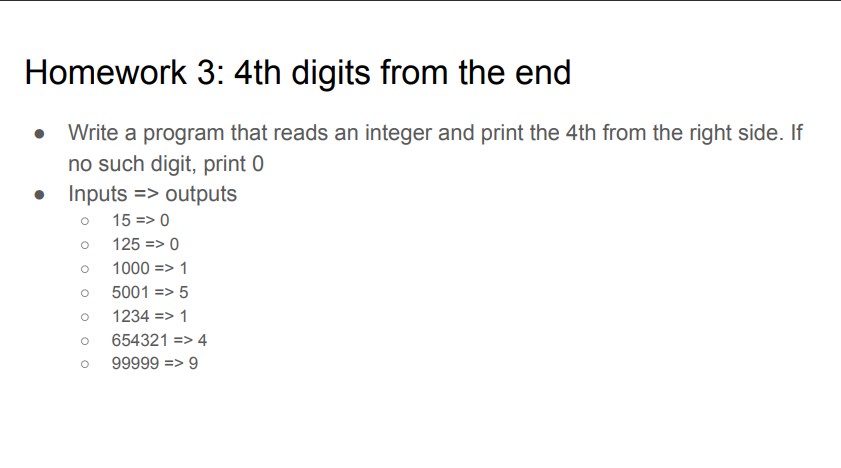 Homework 3: 4th digits from the end
● Write a program that reads an integer and print the 4th from the right side. If
no such digit, print 0
● Inputs => outputs
○ 15 => 0
○ 125 => 0
○ 1000 => 1
○ 5001 => 5
○ 1234 => 1
○ 654321 => 4
○ 99999 => 9